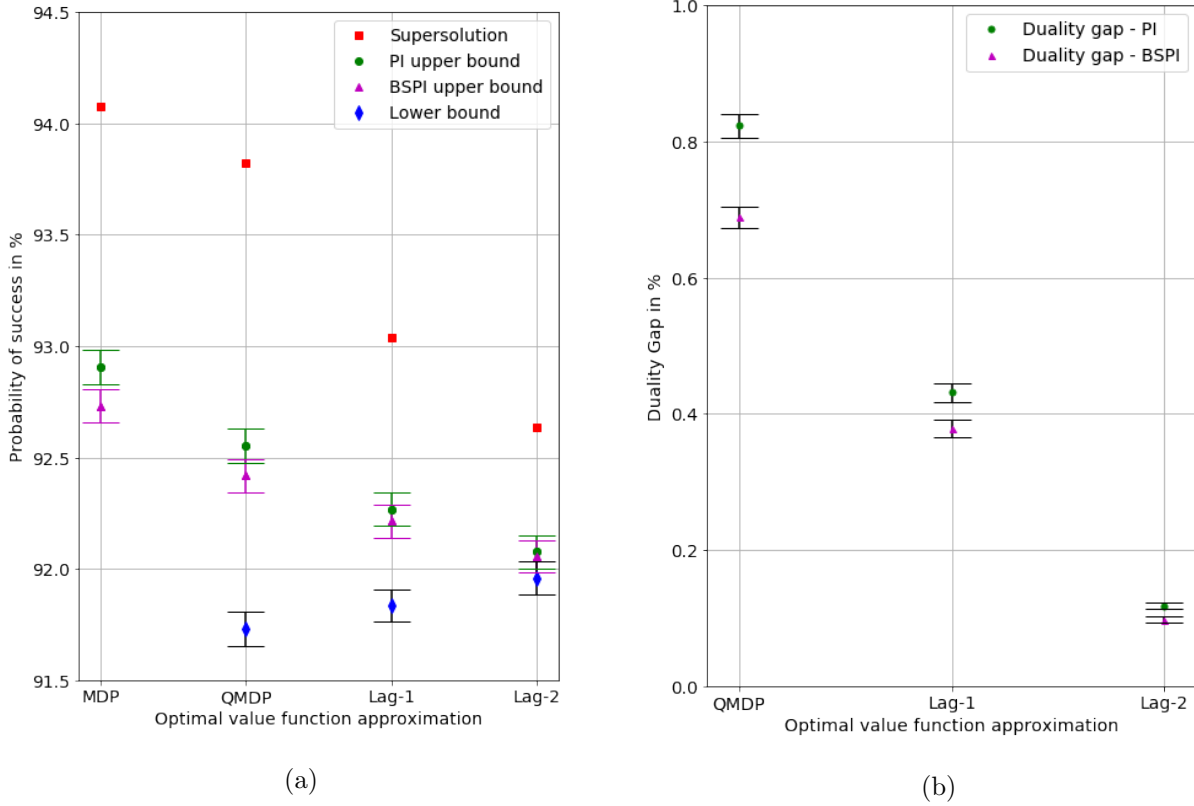 94.5
94.0
93.5
93.0
92.5
92.0
91.5
Probability of success in %
Supersolution
PI upper bound
BSPI upper bound
Lower bound
MDP
QMDP
Lag-1
Lag-2
Optimal value function approximation
(a)
1.0
0.8
0.6
0.4
0.2
0.0
Duality Gap in %
Duality gap - PI
Duality gap - BSPI
QMDP
Lag-1
Lag-2
Optimal value function approximation
(b)